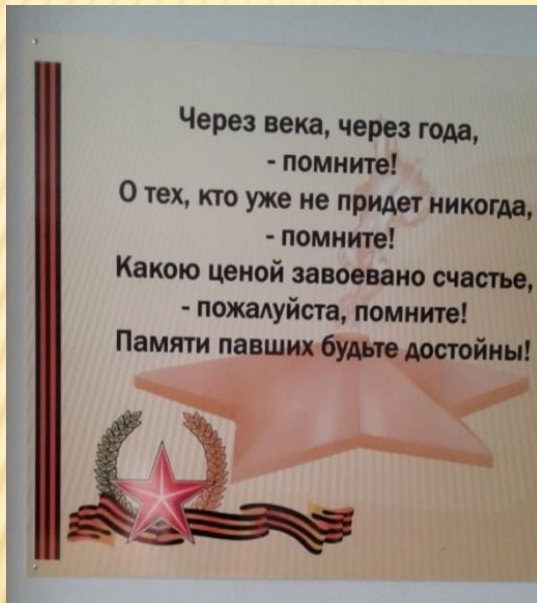 Через века, через года,
- помните!
О тех, кто уже не придет никогда,
- помните!
Какою ценой завоевано счастье,
- пожалуйста, помните!
Памяти павших будьте достойны!